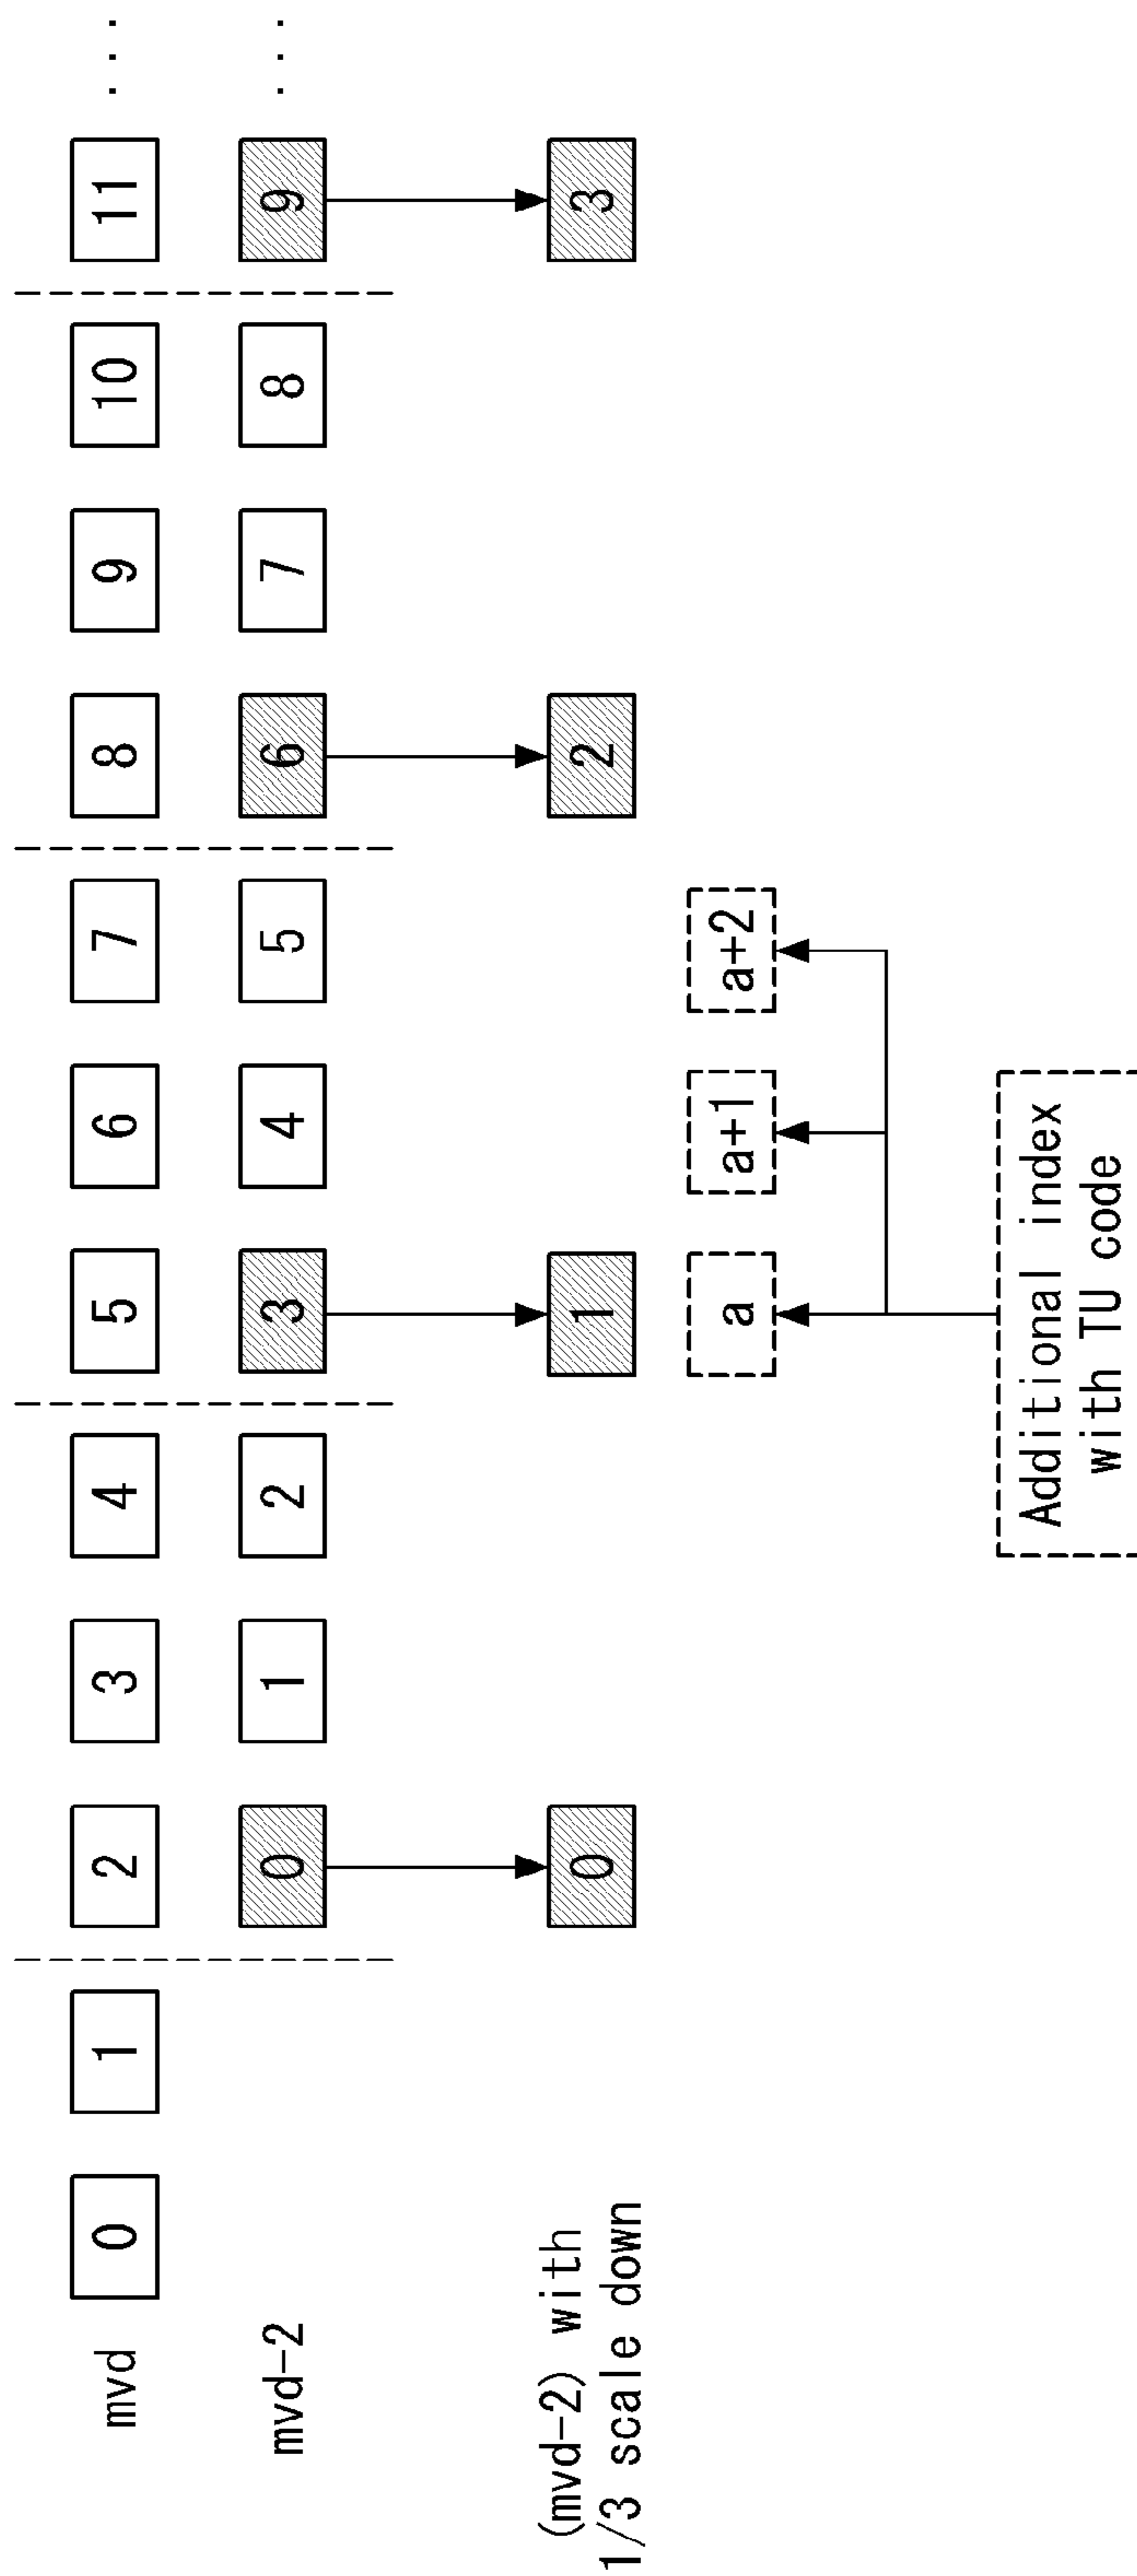 mvd 0 1 2 3 4 5 6 7 8 9 10 11 . . .
mvd-2 0 1 2 3 4 5 6 7 8 9 . . .
(mvd-2) with
1/3 scale down
0 1 2 3
a a+1 a+2
Additional index
with TU code